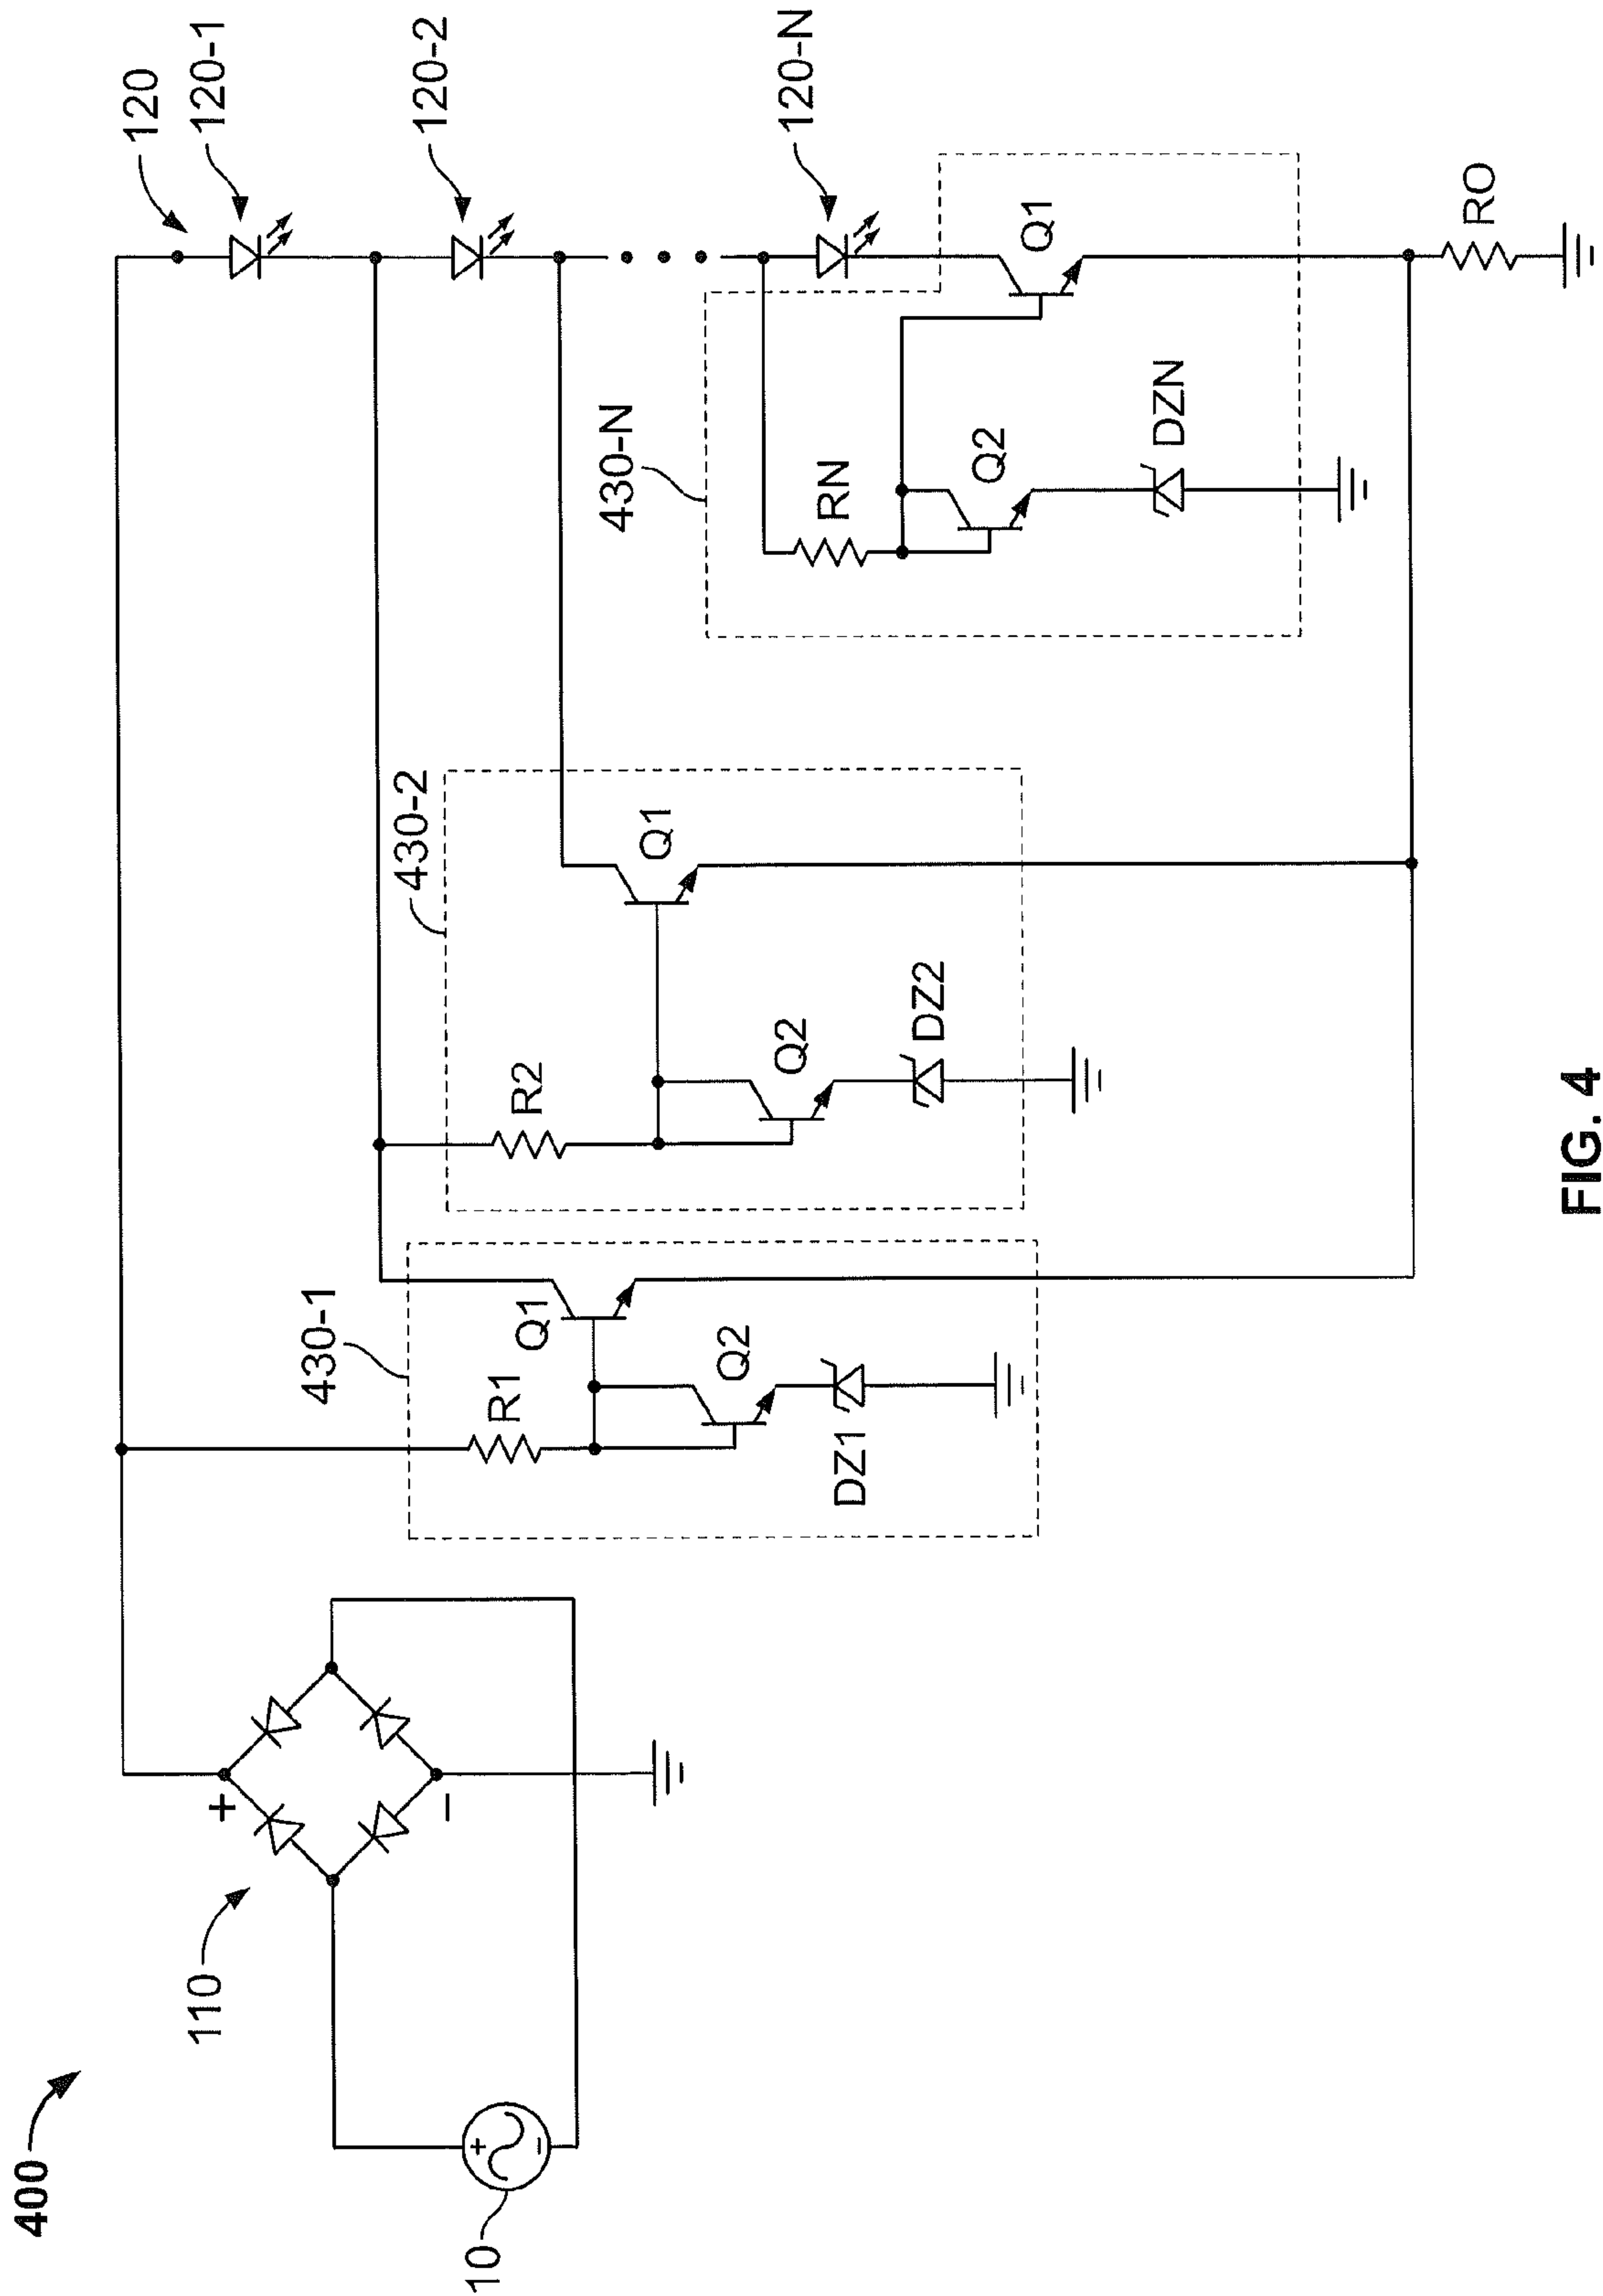 400
10
110
+
−
+
−
430-1
R1
Q1
Q2
DZ1
430-2
R2
Q1
Q2
DZ2
430-N
RN
Q1
Q2
DZN
120
120-1
120-2
120-N
RO
FIG. 4